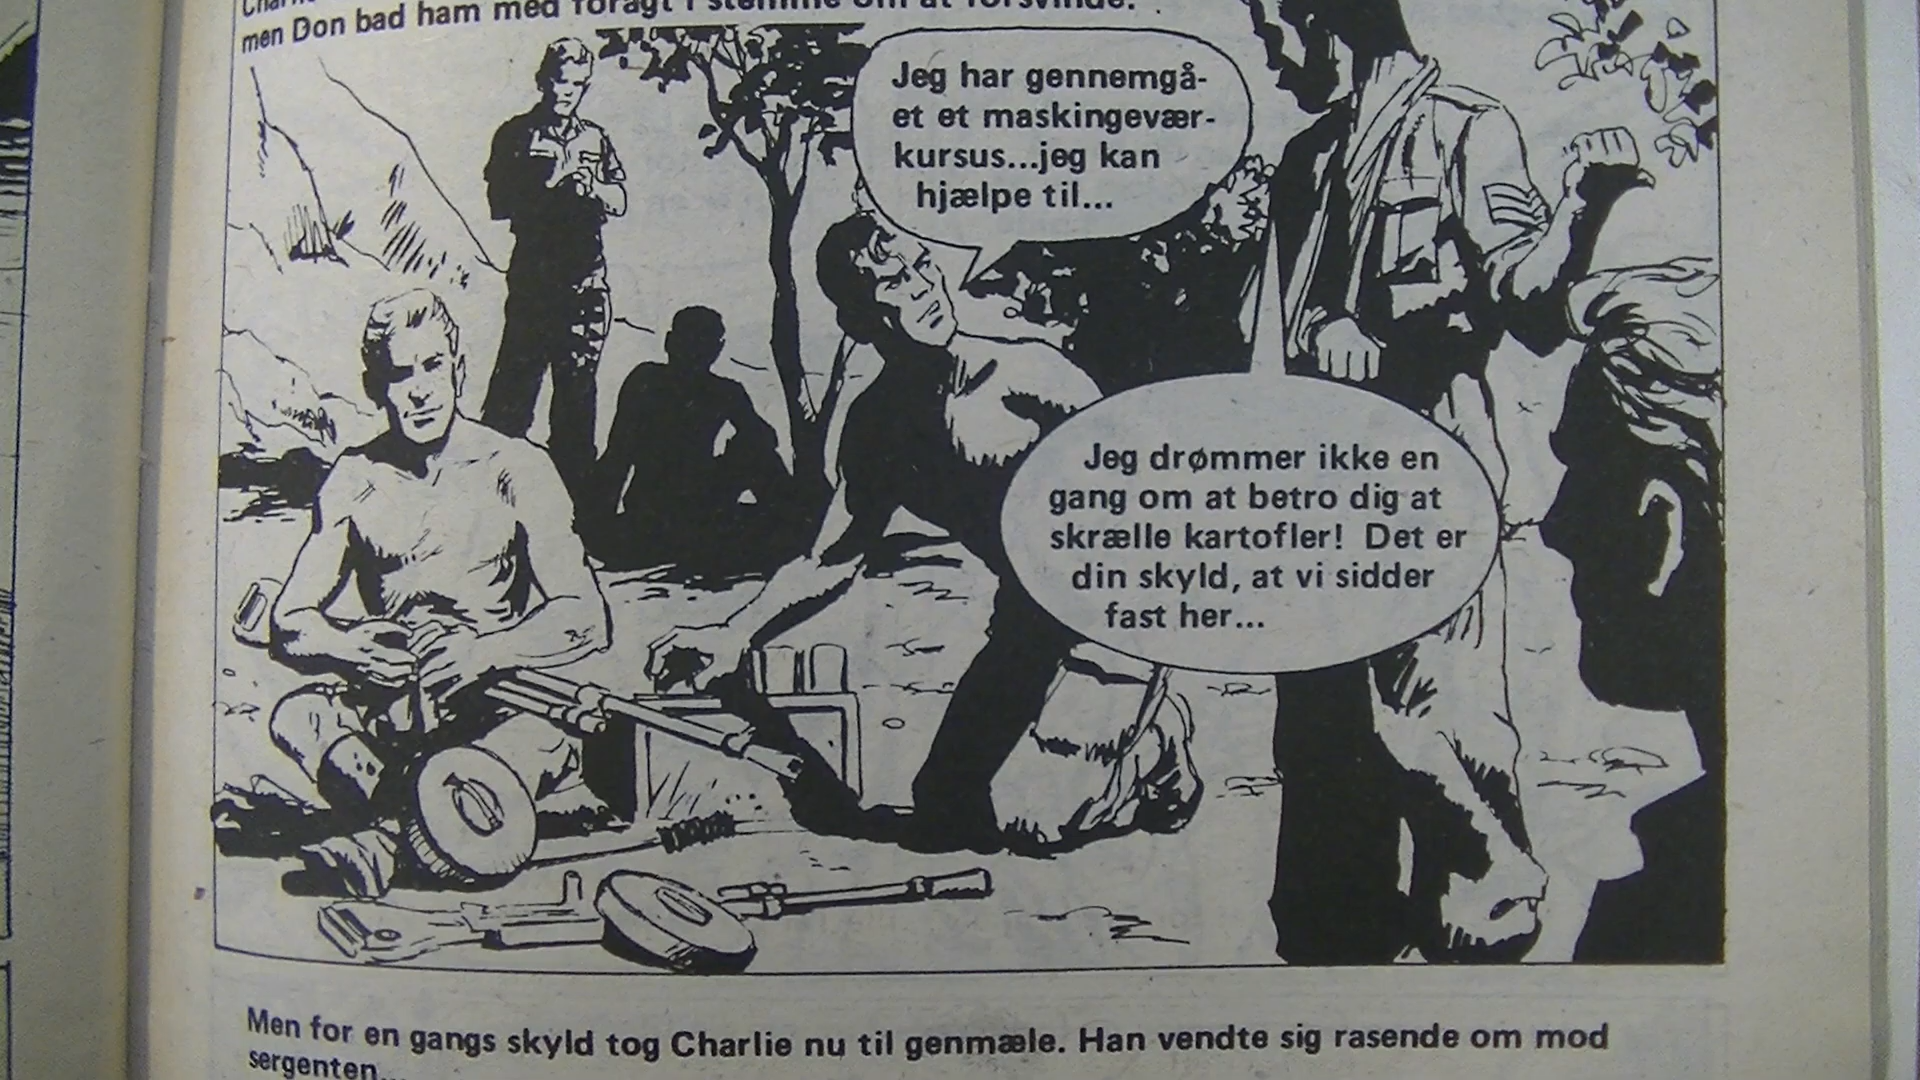 men Don bad ham med foragt i stemme om at forsvinde.
Jeg har gennemgå-
et et maskingevær-
kursus...jeg kan
hjælpe til...
Jeg drømmer ikke en
gang om at betro dig at
skrælle kartofler! Det er
din skyld, at vi sidder
fast her...
Men for en gangs skyld tog Charlie nu til genmæle. Han vendte sig rasende om mod
sergenten...